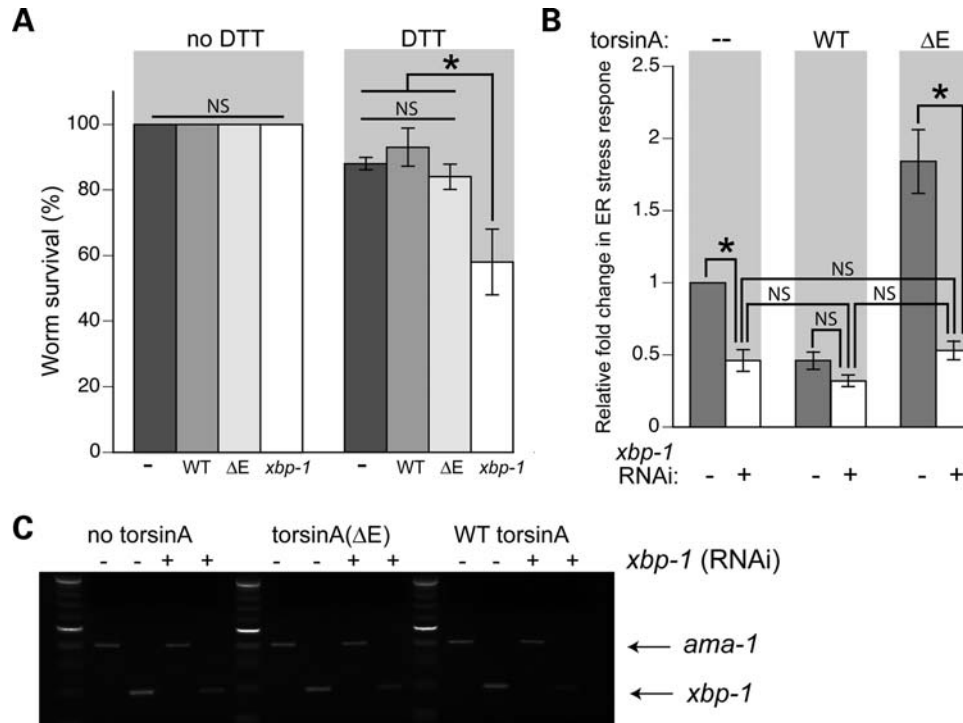 A
no DTT
DTT
Worm survival (%)
100
80
60
40
20
0
NS
NS
*
- WT ΔE xbp-1
- WT ΔE xbp-1
B
torsinA: -- WT ΔE
Relative fold change in ER stress respone
2.5
2
1.5
1
0.5
0
*
*
NS
NS
NS
NS
xbp-1
RNAi: - + - + - +
C
no torsinA torsinA(ΔE) WT torsinA
- - + + - - + + - - + + xbp-1 (RNAi)
ama-1
xbp-1